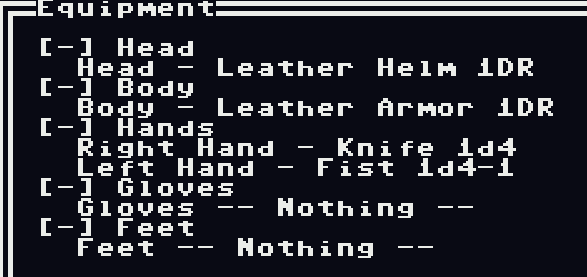 Equipment
[-] Head
Head - Leather Helm 1DR
[-] Body
Body - Leather Armor 1DR
[-] Hands
Right Hand - Knife 1d4
Left Hand - Fist 1d4-1
[-] Gloves
Gloves -- Nothing --
[-] Feet
Feet -- Nothing --